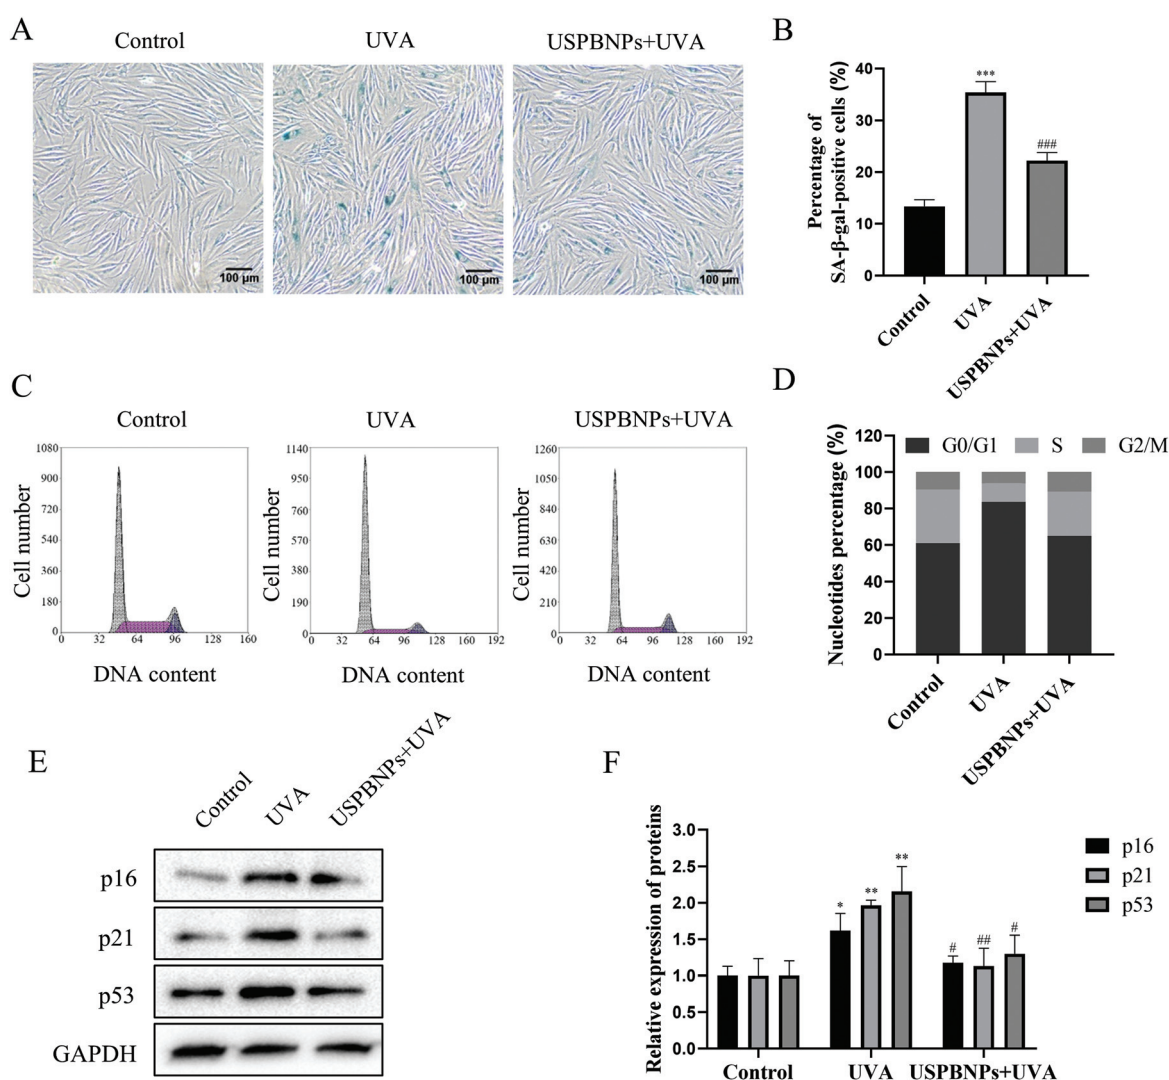 A
Control
UVA
USPBNPs+UVA
100 μm
100 μm
100 μm
B
Percentage of
SA-β-gal-positive cells (%)
40
30
20
10
0
***
###
Control
UVA
USPBNPs+UVA
C
Control
UVA
USPBNPs+UVA
Cell number
1080
900
720
540
360
180
0
0 32 64 96 128 160
DNA content
Cell number
1140
950
760
570
380
190
0
0 32 64 96 128 160 192
DNA content
Cell number
1260
1050
840
630
420
210
0
0 32 64 96 128 160 192
DNA content
D
Nucleotides percentage (%)
120
100
80
60
40
20
0
G0/G1 S G2/M
Control
UVA
USPBNPs+UVA
E
Control
UVA
USPBNPs+UVA
p16
p21
p53
GAPDH
F
Relative expression of proteins
3.0
2.5
2.0
1.5
1.0
0.5
0.0
* ** **
# ## #
Control UVA USPBNPs+UVA
p16
p21
p53